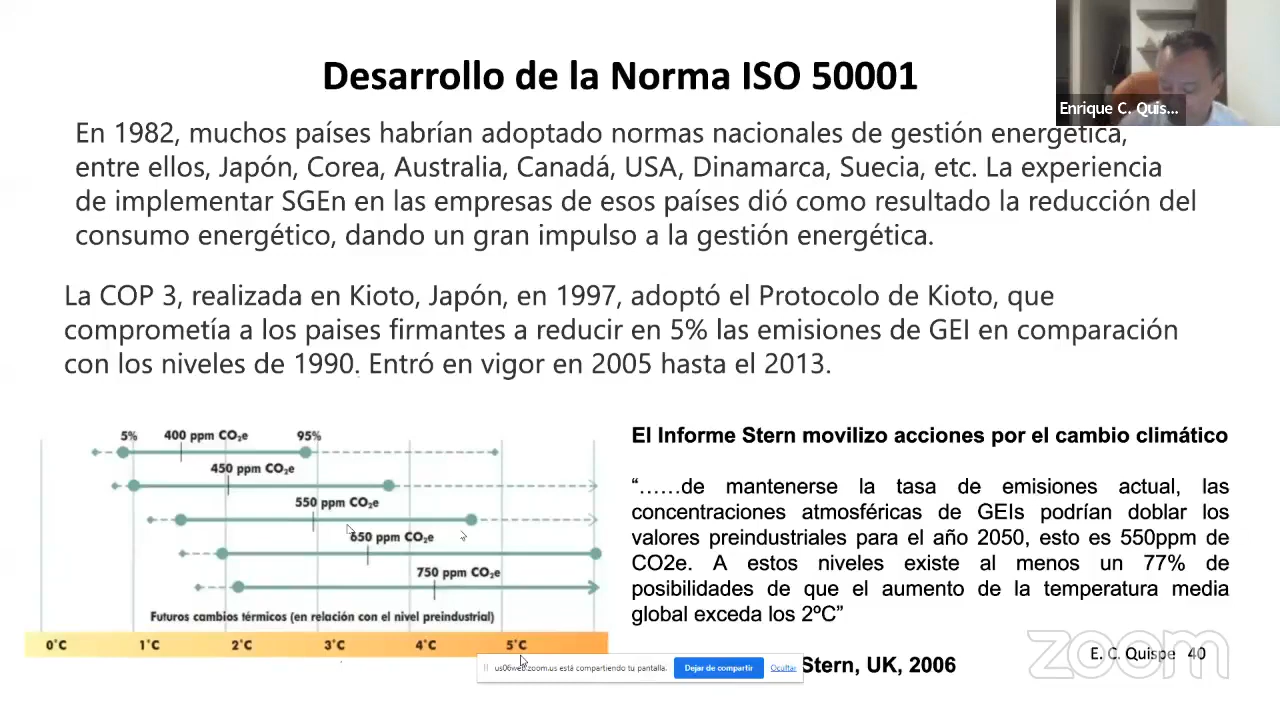 Desarrollo de la Norma ISO 50001
Enrique C. Quis...
En 1982, muchos países habrían adoptado normas nacionales de gestión energética,
entre ellos, Japón, Corea, Australia, Canadá, USA, Dinamarca, Suecia, etc. La experiencia
de implementar SGEn en las empresas de esos países dió como resultado la reducción del
consumo energético, dando un gran impulso a la gestión energética.
La COP 3, realizada en Kioto, Japón, en 1997, adoptó el Protocolo de Kioto, que
comprometía a los paises firmantes a reducir en 5% las emisiones de GEI en comparación
con los niveles de 1990. Entró en vigor en 2005 hasta el 2013.
5% 400 ppm CO₂e 95%
450 ppm CO₂e
550 ppm CO₂e
650 ppm CO₂e
750 ppm CO₂e
Futuros cambios térmicos (en relación con el nivel preindustrial)
0°C 1°C 2°C 3°C 4°C 5°C
El Informe Stern movilizo acciones por el cambio climático
“……de mantenerse la tasa de emisiones actual, las
concentraciones atmosféricas de GEIs podrían doblar los
valores preindustriales para el año 2050, esto es 550ppm de
CO2e. A estos niveles existe al menos un 77% de
posibilidades de que el aumento de la temperatura media
global exceda los 2ºC”
Stern, UK, 2006
us06web.zoom.us está compartiendo tu pantalla.
Dejar de compartir
Ocultar
zoom
E. C. Quispe 40